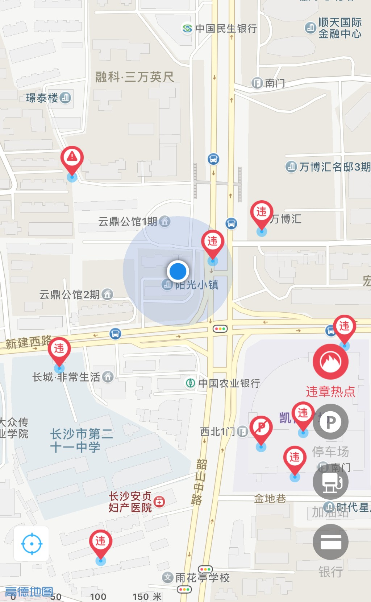 中国民生银行
顺天国际
金融中心
融科·三万英尺
南门
璟泰楼
万博汇名邸3期
云鼎公馆1期
万博汇
违
违
阳光小镇
云鼎公馆2期
新建西路
违
违
违章热点
长城·非常生活
中国农业银行
大众传
业学院
长沙市第二
十一中学
西北1门
凯
违
P
停车场
韶山中路
违
南门
长沙安贞
妇产医院
金地巷
加油站
时代星
违
银行
高德地图
雨花亭学校
0
50
100
150 米